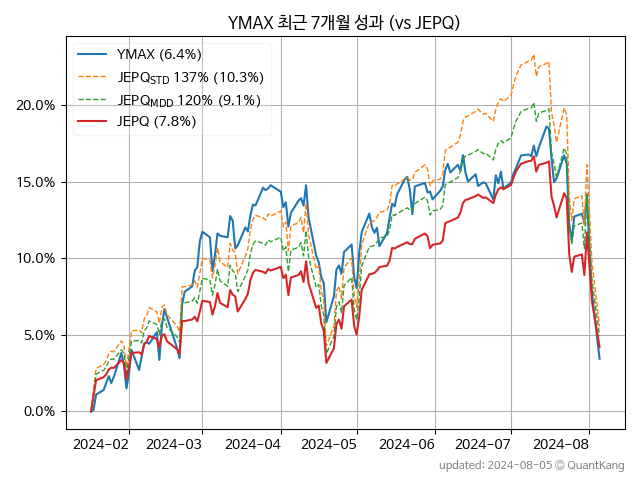 YMAX 최근 7개월 성과 (vs JEPQ)
YMAX (6.4%)
JEPQSTD 137% (10.3%)
JEPQMDD 120% (9.1%)
JEPQ (7.8%)
20.0%
15.0%
10.0%
5.0%
0.0%
2024-02 2024-03 2024-04 2024-05 2024-06 2024-07 2024-08
updated: 2024-08-05 © QuantKang